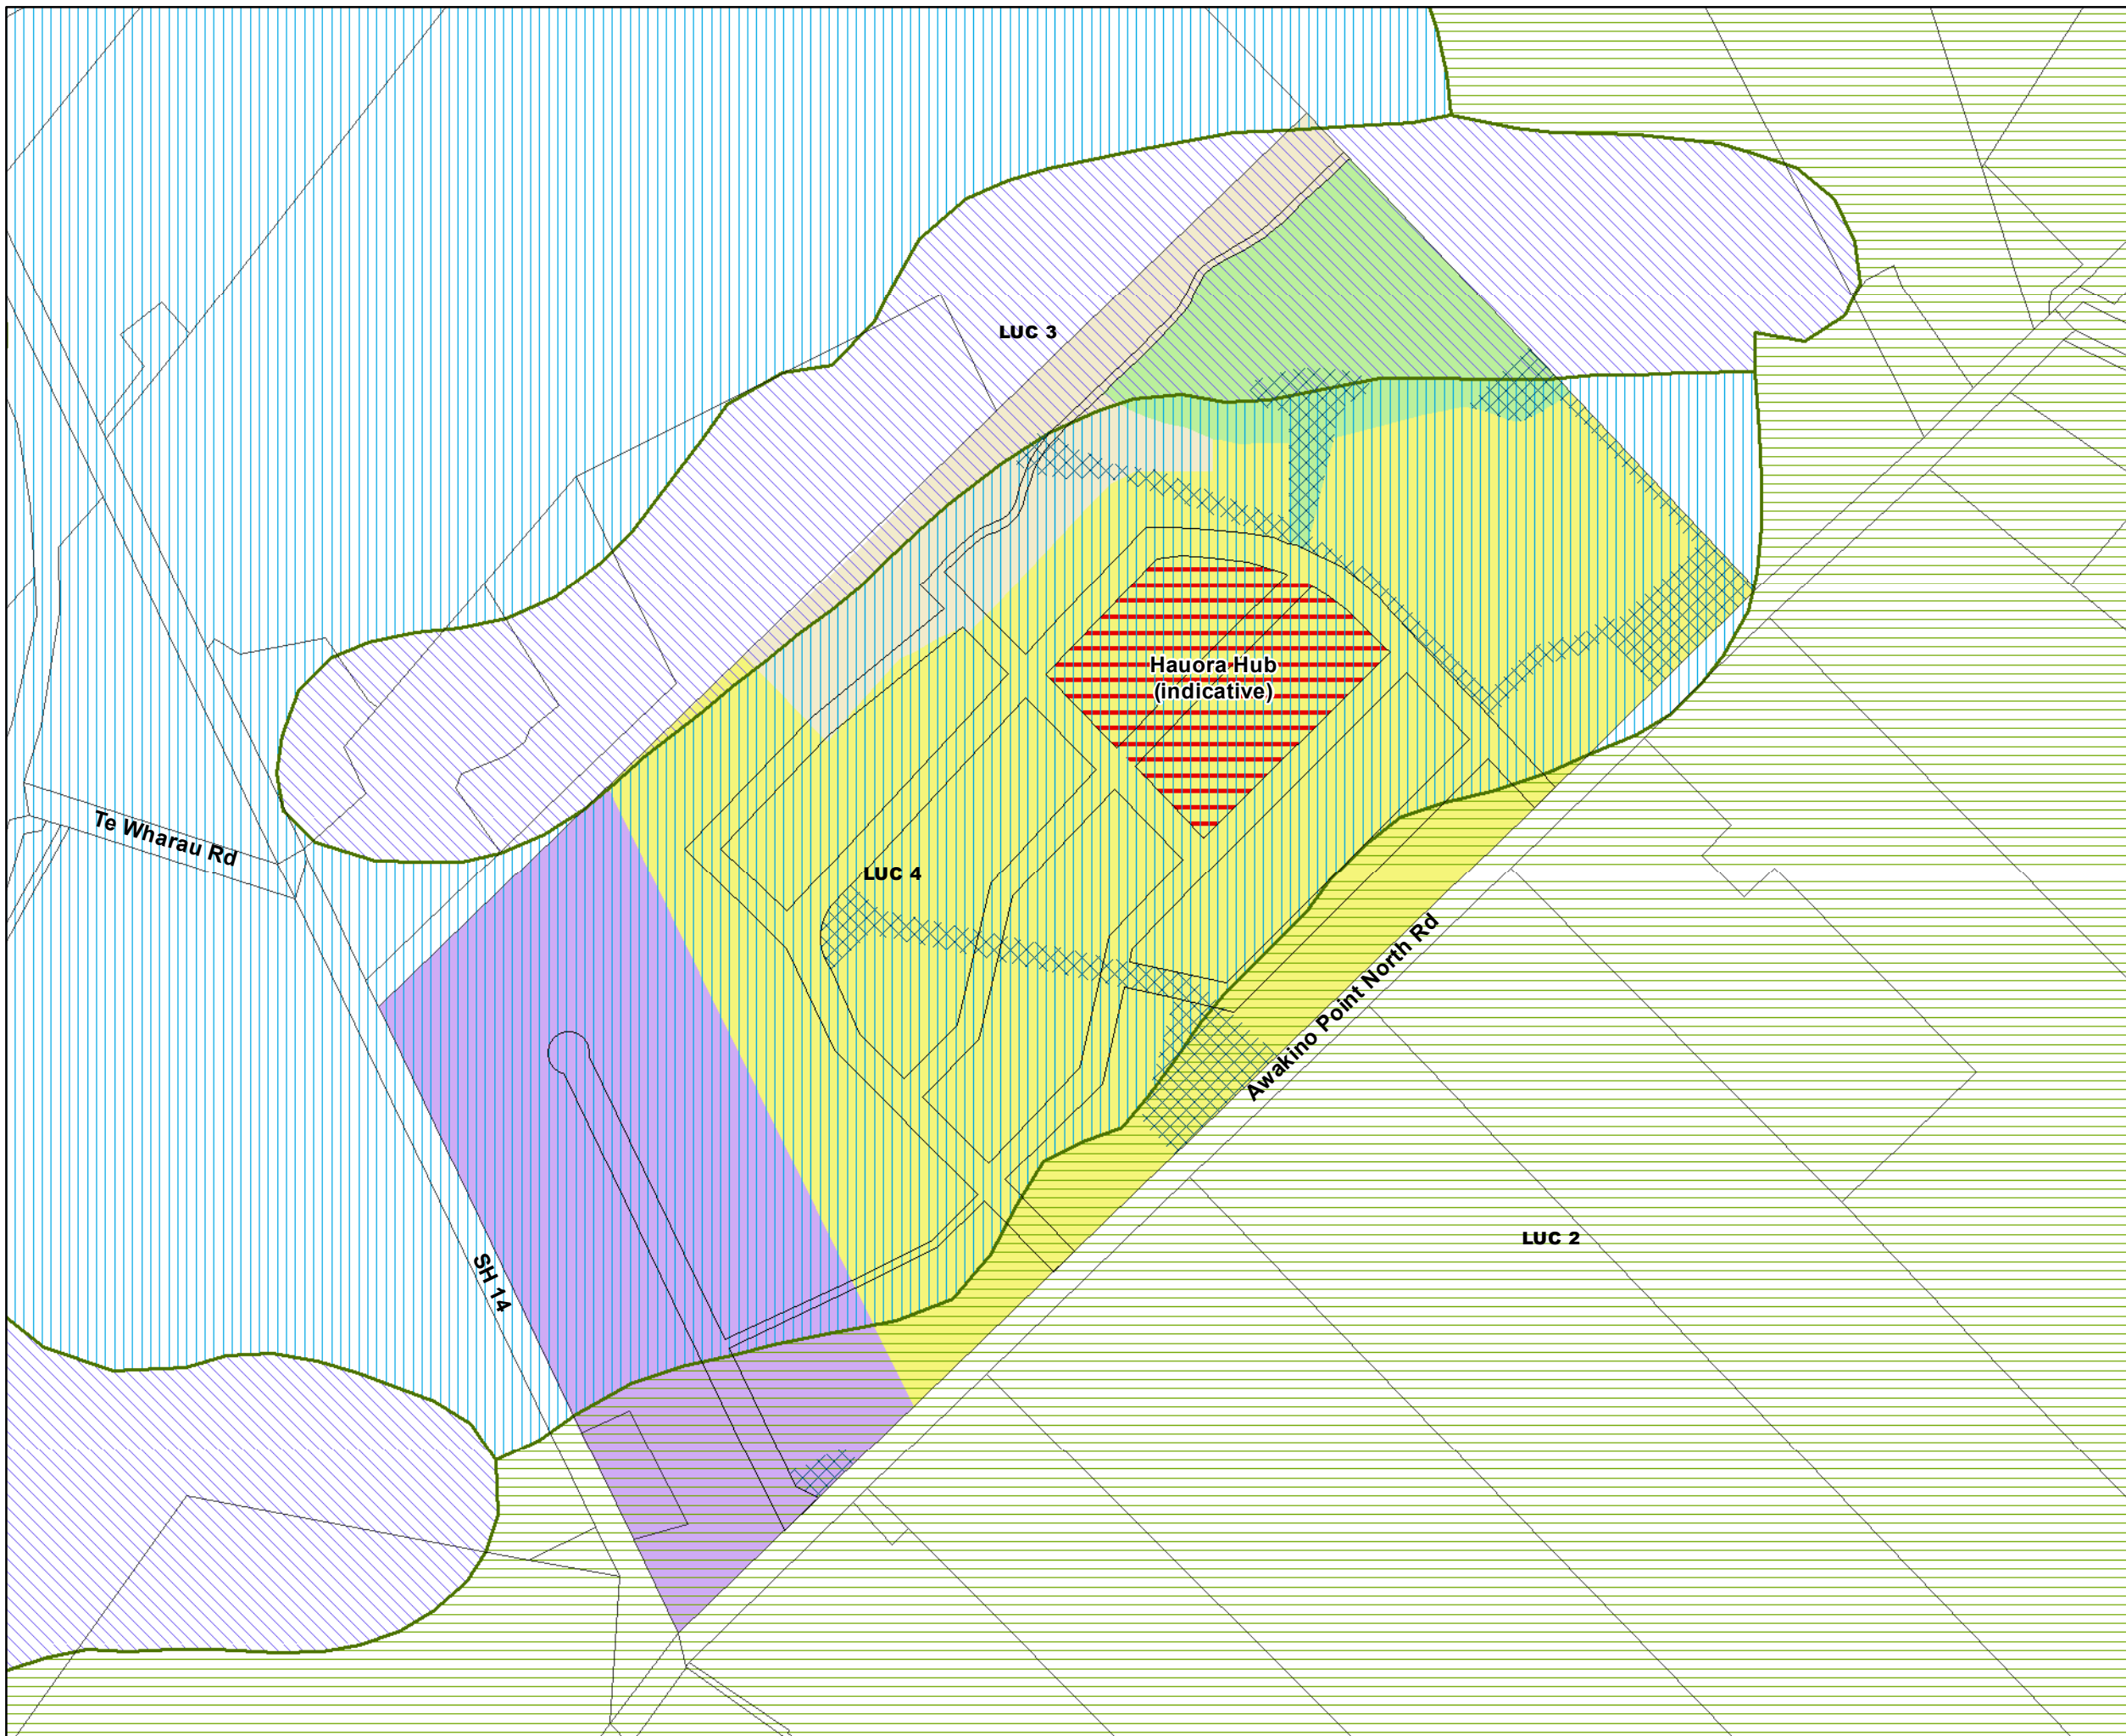 LUC 3
Hauora Hub
(indicative)
Te Wharau Rd
LUC 4
Awakino Point North Rd
LUC 2
SH 14